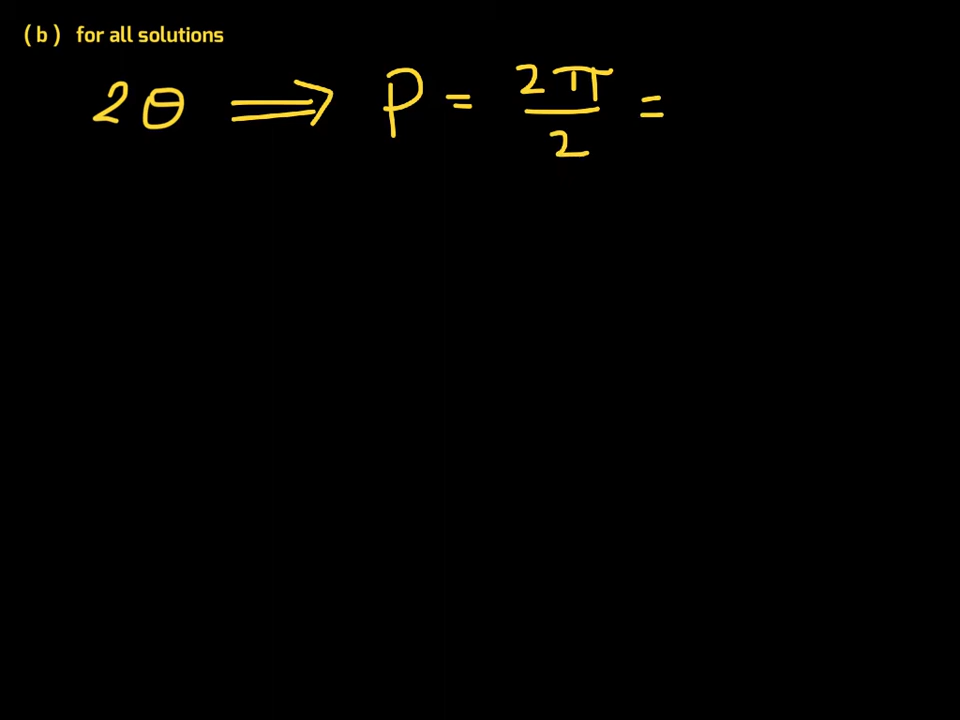 (b) for all solutions
2θ ⟹ P = 2π/2 =